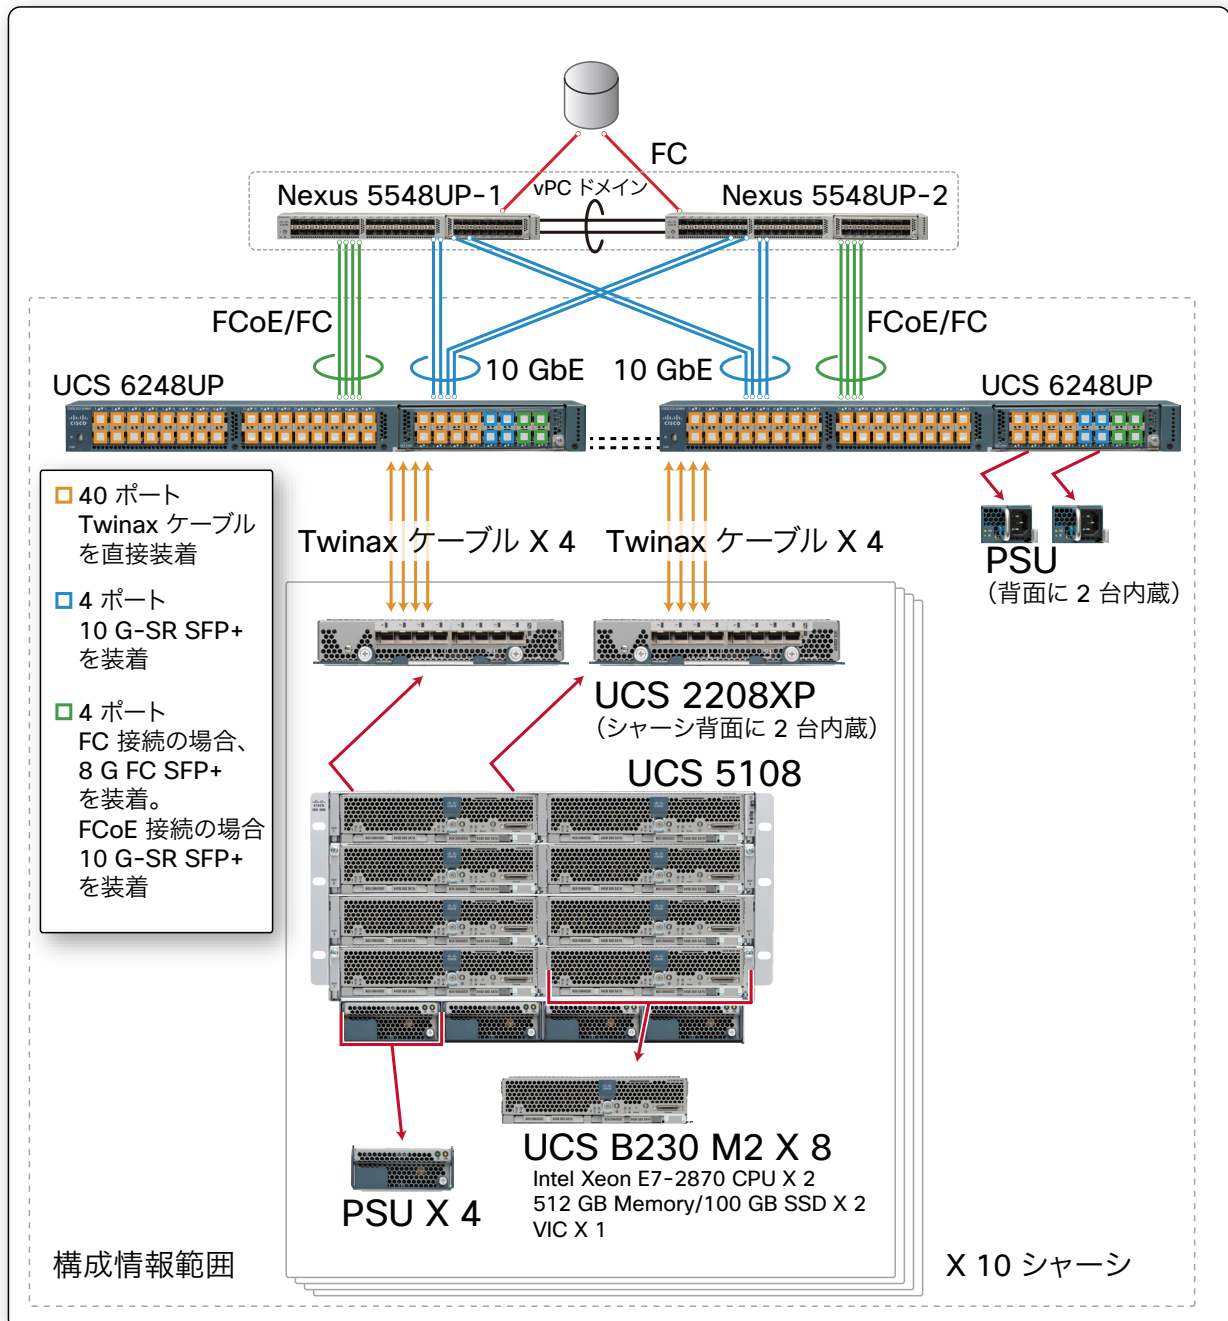 FC
Nexus 5548UP-1
vPC ドメイン
Nexus 5548UP-2
FCoE/FC
FCoE/FC
UCS 6248UP
10 GbE
10 GbE
UCS 6248UP
CISCO
CISCO
40 ポート
Twinax ケーブル
を直接装着
4 ポート
10 G-SR SFP+
を装着
4 ポート
FC 接続の場合、
8 G FC SFP+
を装着。
FCoE 接続の場合
10 G-SR SFP+
を装着
Twinax ケーブル X 4
Twinax ケーブル X 4
PSU
（背面に 2 台内蔵）
UCS 2208XP
（シャーシ背面に 2 台内蔵）
UCS 5108
UCS B230 M2 X 8
Intel Xeon E7-2870 CPU X 2
512 GB Memory/100 GB SSD X 2
VIC X 1
PSU X 4
構成情報範囲
X 10 シャーシ